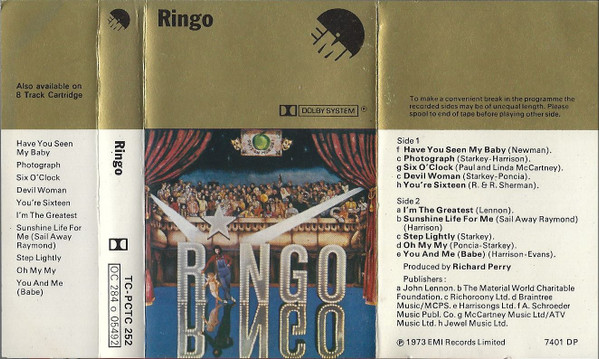 Also available on
8 Track Cartridge
Have You Seen
My Baby
Photograph
Six O'Clock
Devil Woman
You're Sixteen
I'm The Greatest
Sunshine Life For
Me (Sail Away
Raymond)
Step Lightly
Oh My My
You And Me
(Babe)
Ringo
TC-PCTC 252
OC 284 o 05492
Ringo
EMI
DOLBY SYSTEM ®
RINGO
RINGO
To make a convenient break in the programme the
recorded sides may be of unequal length. Please
spool to end of tape before playing other side.
Side 1
f Have You Seen My Baby (Newman).
c Photograph (Starkey-Harrison).
g Six O'Clock (Paul and Linda McCartney).
c Devil Woman (Starkey-Poncia).
h You're Sixteen (R. & R. Sherman).
Side 2
a I'm The Greatest (Lennon).
b Sunshine Life For Me (Sail Away Raymond)
(Harrison)
c Step Lightly (Starkey).
d Oh My My (Poncia-Starkey).
e You And Me (Babe) (Harrison-Evans).
Produced by Richard Perry
Publishers:
a John Lennon. b The Material World Charitable
Foundation. c Richoroony Ltd. d Braintree
Music/MCPS. e Harrisongs Ltd. f A. Schroeder
Music Publ. Co. g McCartney Music Ltd/ATV
Music Ltd. h Jewel Music Ltd.
℗ 1973 EMI Records Limited 7401 DP